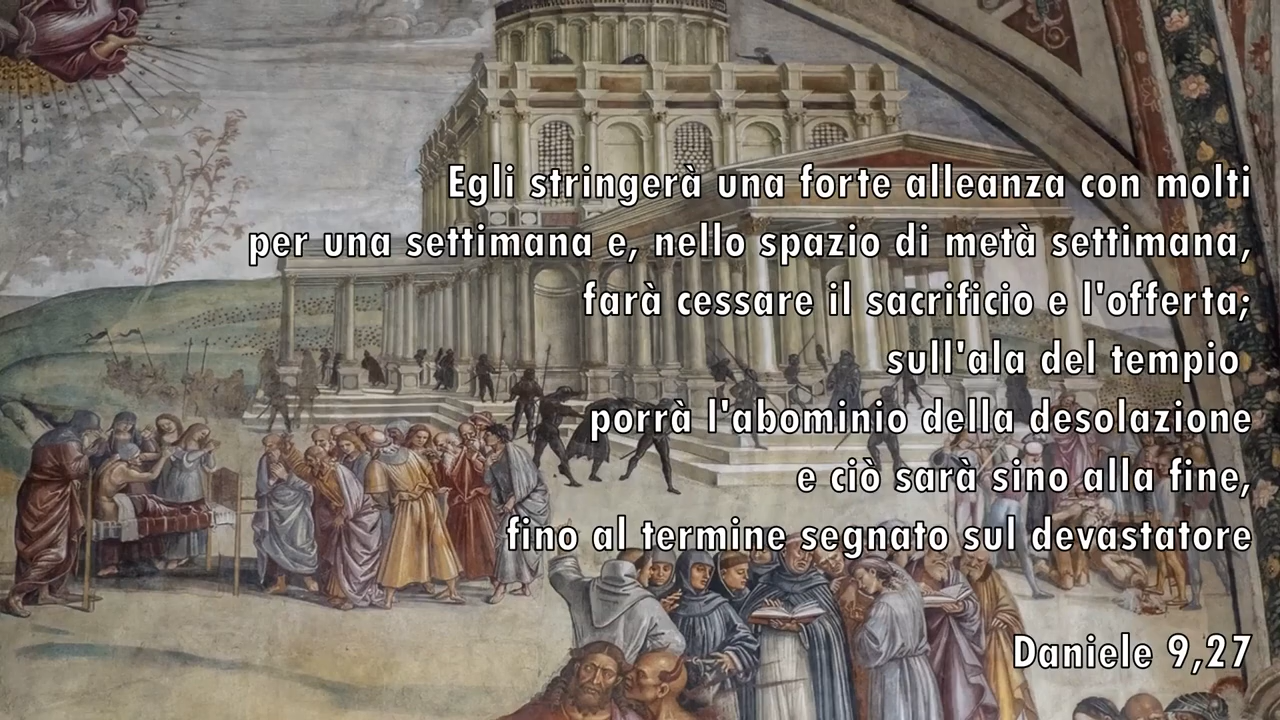 Egli stringerà una forte alleanza con molti
per una settimana e, nello spazio di metà settimana,
farà cessare il sacrificio e l'offerta;
sull'ala del tempio
porrà l'abominio della desolazione
e ciò sarà sino alla fine,
fino al termine segnato sul devastatore
Daniele 9,27